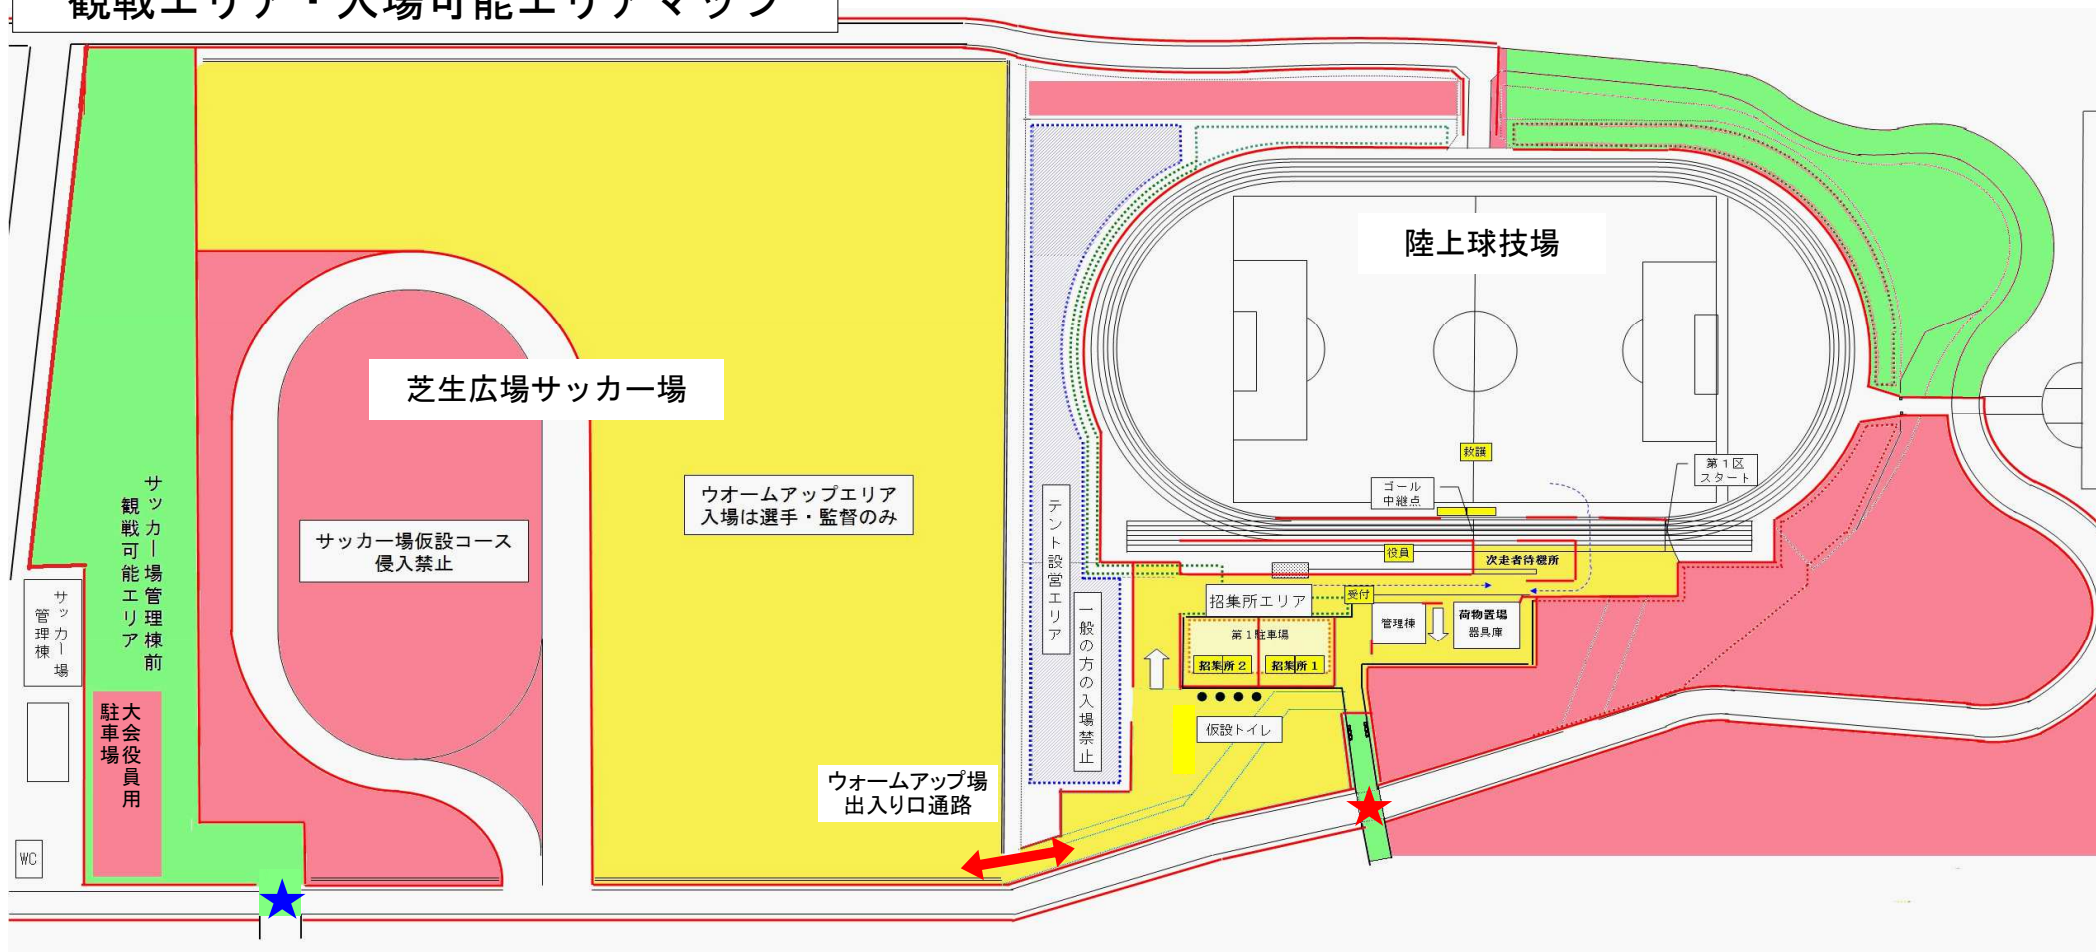 観戦エリア・入場可能エリアマップ
陸上球技場
芝生広場サッカー場
サッカー場管理棟前
観戦可能エリア
サッカー場仮設コース
侵入禁止
ウオームアップエリア
入場は選手・監督のみ
テント設営エリア
一般の方の入場禁止
救護
ゴール
中継点
第1区
スタート
役員
次走者待機所
招集所エリア
受付
管理棟
荷物置場
器具庫
第1駐車場
招集所2
招集所1
仮設トイレ
サッカー場
管理棟
大会役員用
駐車場
ウォームアップ場
出入り口通路
WC